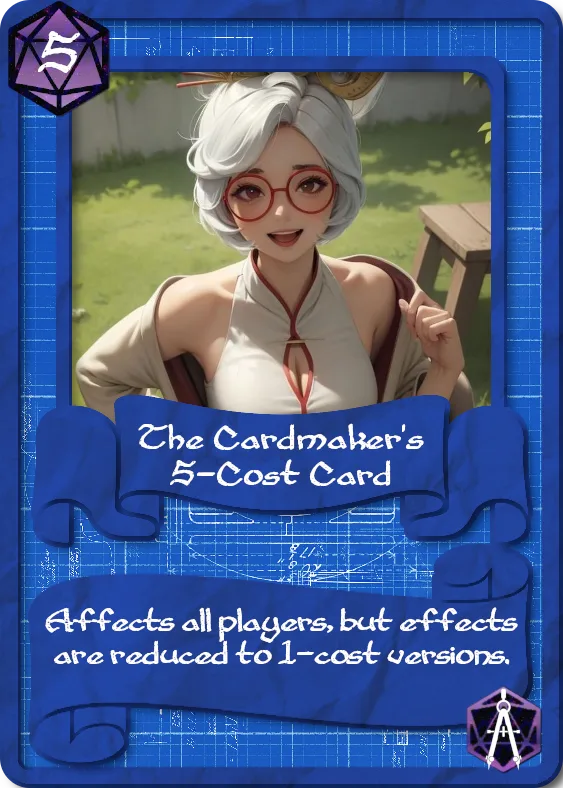 5
The Cardmaker's
5-Cost Card
Affects all players, but effects
are reduced to 1-cost versions.